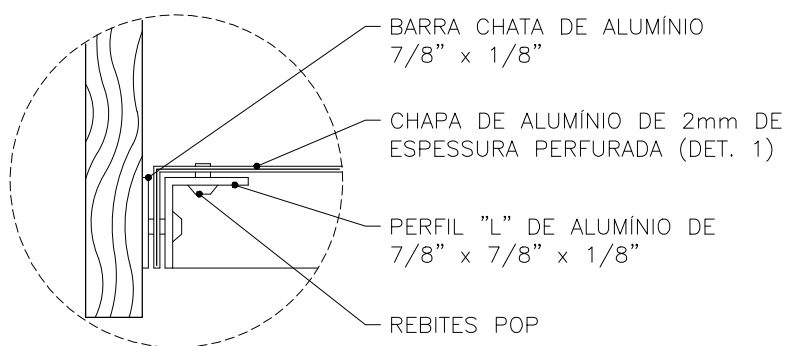 BARRA CHATA DE ALUMÍNIO
7/8” x 1/8”
CHAPA DE ALUMÍNIO DE 2mm DE
ESPESSURA PERFURADA (DET. 1)
PERFIL ”L” DE ALUMÍNIO DE
7/8” x 7/8” x 1/8”
REBITES POP